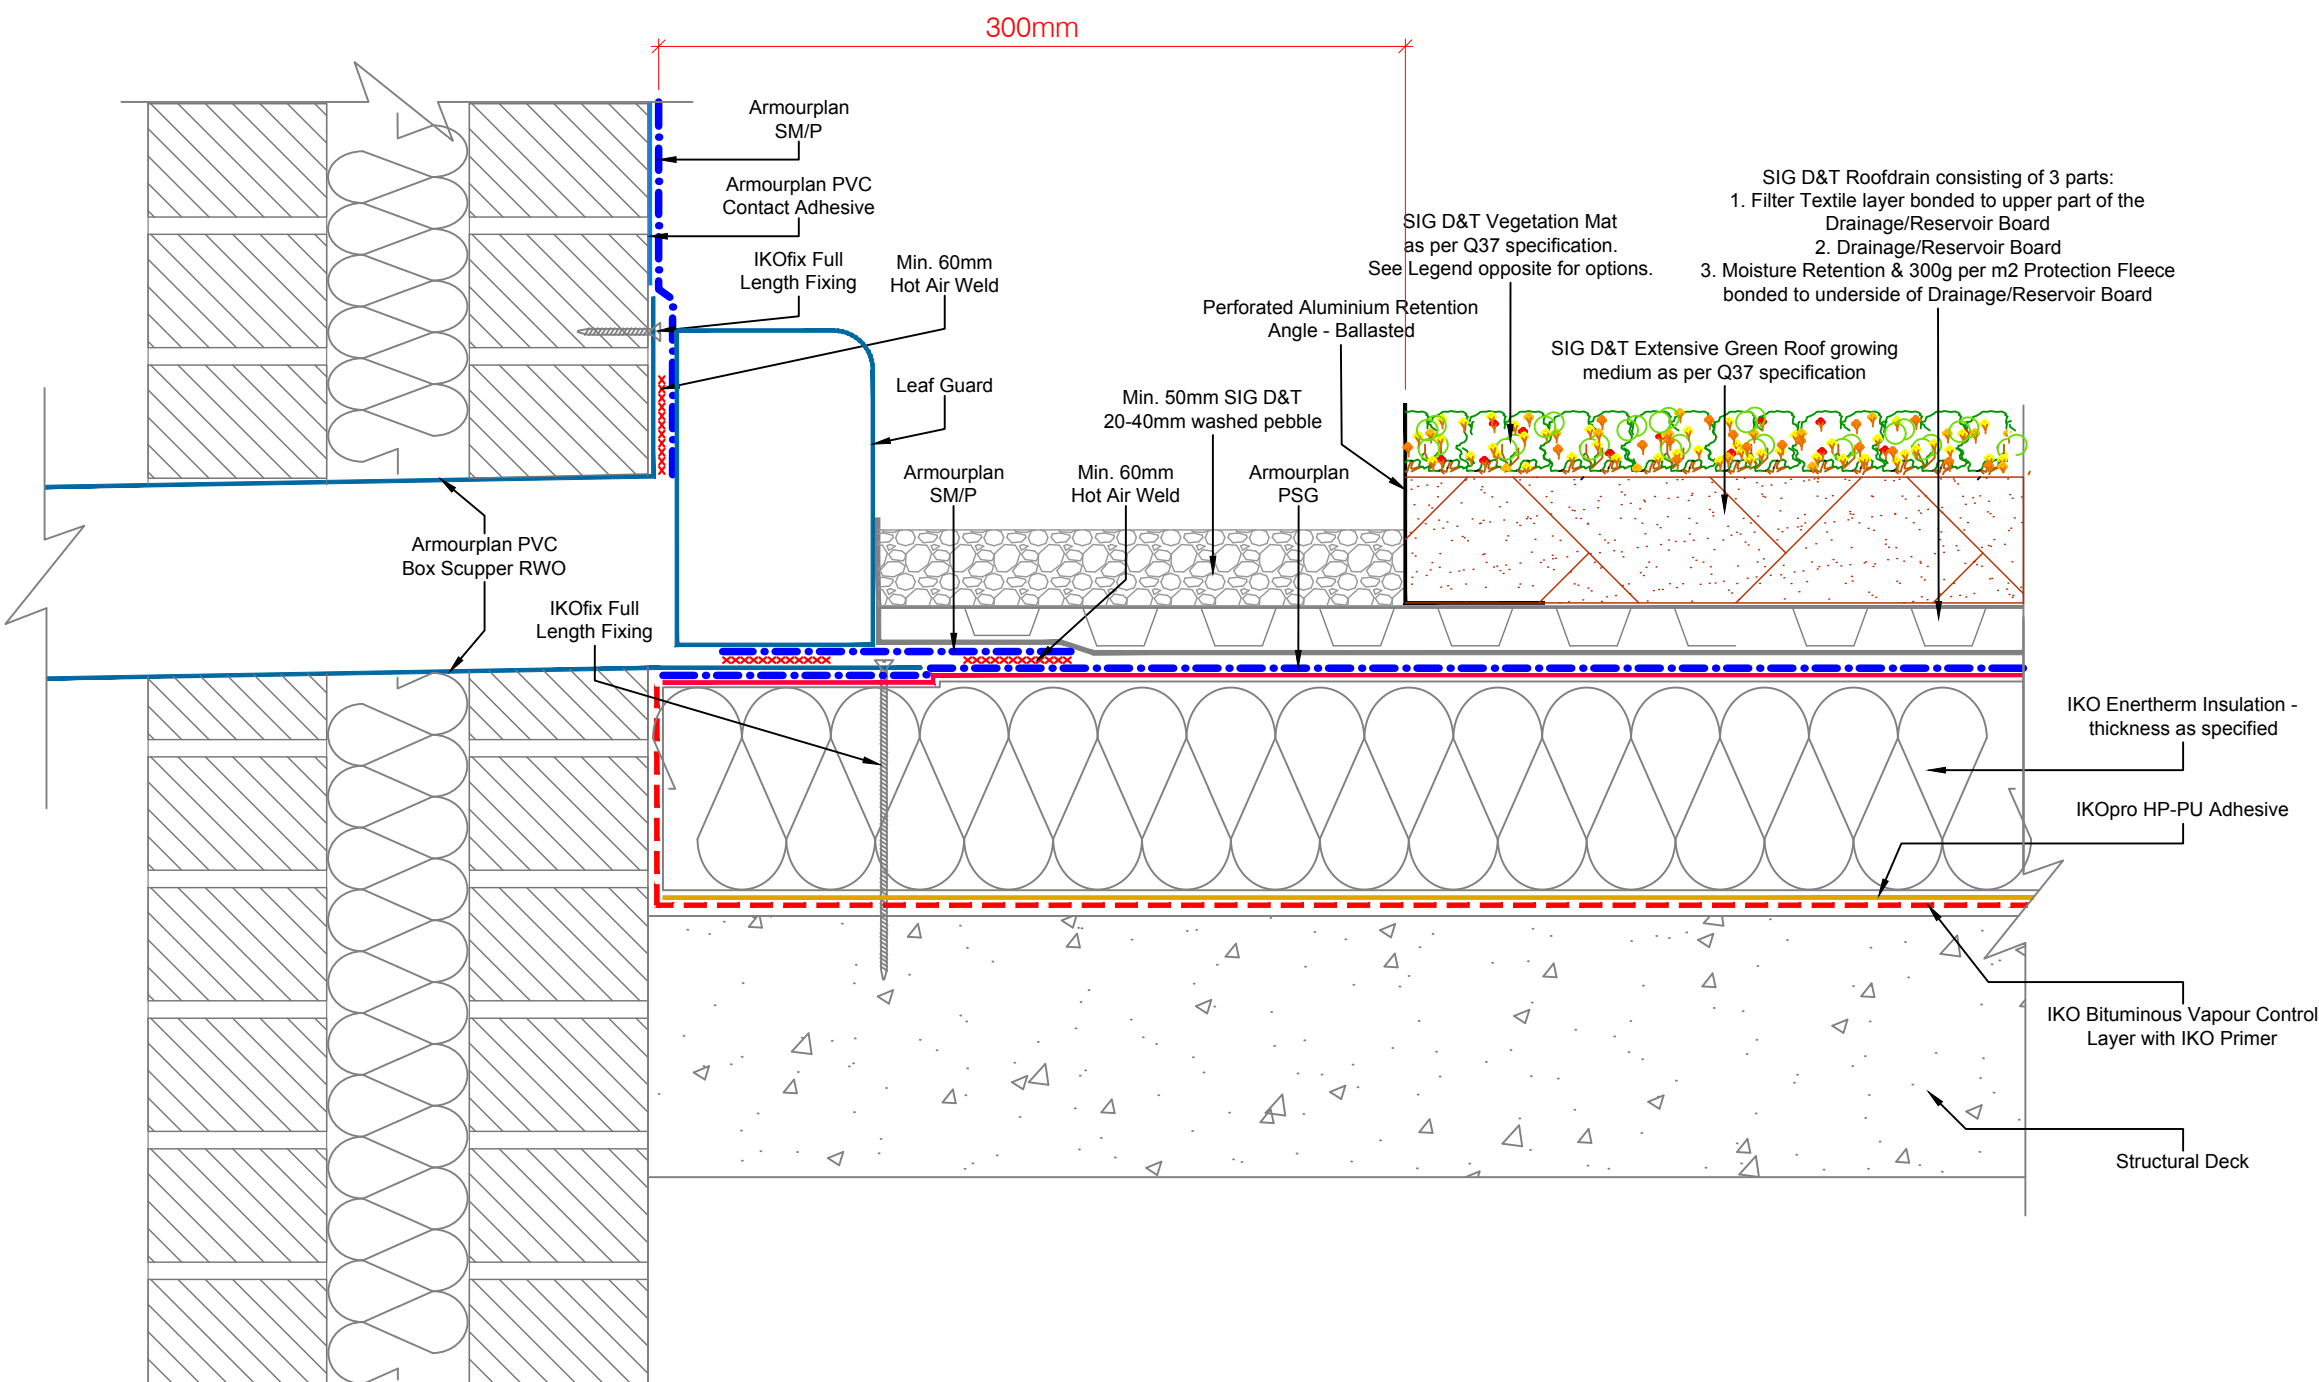 300mm
Armourplan
SM/P
Armourplan PVC
Contact Adhesive
IKOfix Full
Length Fixing
Min. 60mm
Hot Air Weld
Leaf Guard
SIG D&T Vegetation Mat
as per Q37 specification.
See Legend opposite for options.
SIG D&T Roofdrain consisting of 3 parts:
1. Filter Textile layer bonded to upper part of the
Drainage/Reservoir Board
2. Drainage/Reservoir Board
3. Moisture Retention & 300g per m2 Protection Fleece
bonded to underside of Drainage/Reservoir Board
Perforated Aluminium Retention
Angle - Ballasted
SIG D&T Extensive Green Roof growing
medium as per Q37 specification
Min. 50mm SIG D&T
20-40mm washed pebble
Armourplan
SM/P
Min. 60mm
Hot Air Weld
Armourplan
PSG
Armourplan PVC
Box Scupper RWO
IKOfix Full
Length Fixing
IKO Enertherm Insulation -
thickness as specified
IKOpro HP-PU Adhesive
IKO Bituminous Vapour Control
Layer with IKO Primer
Structural Deck